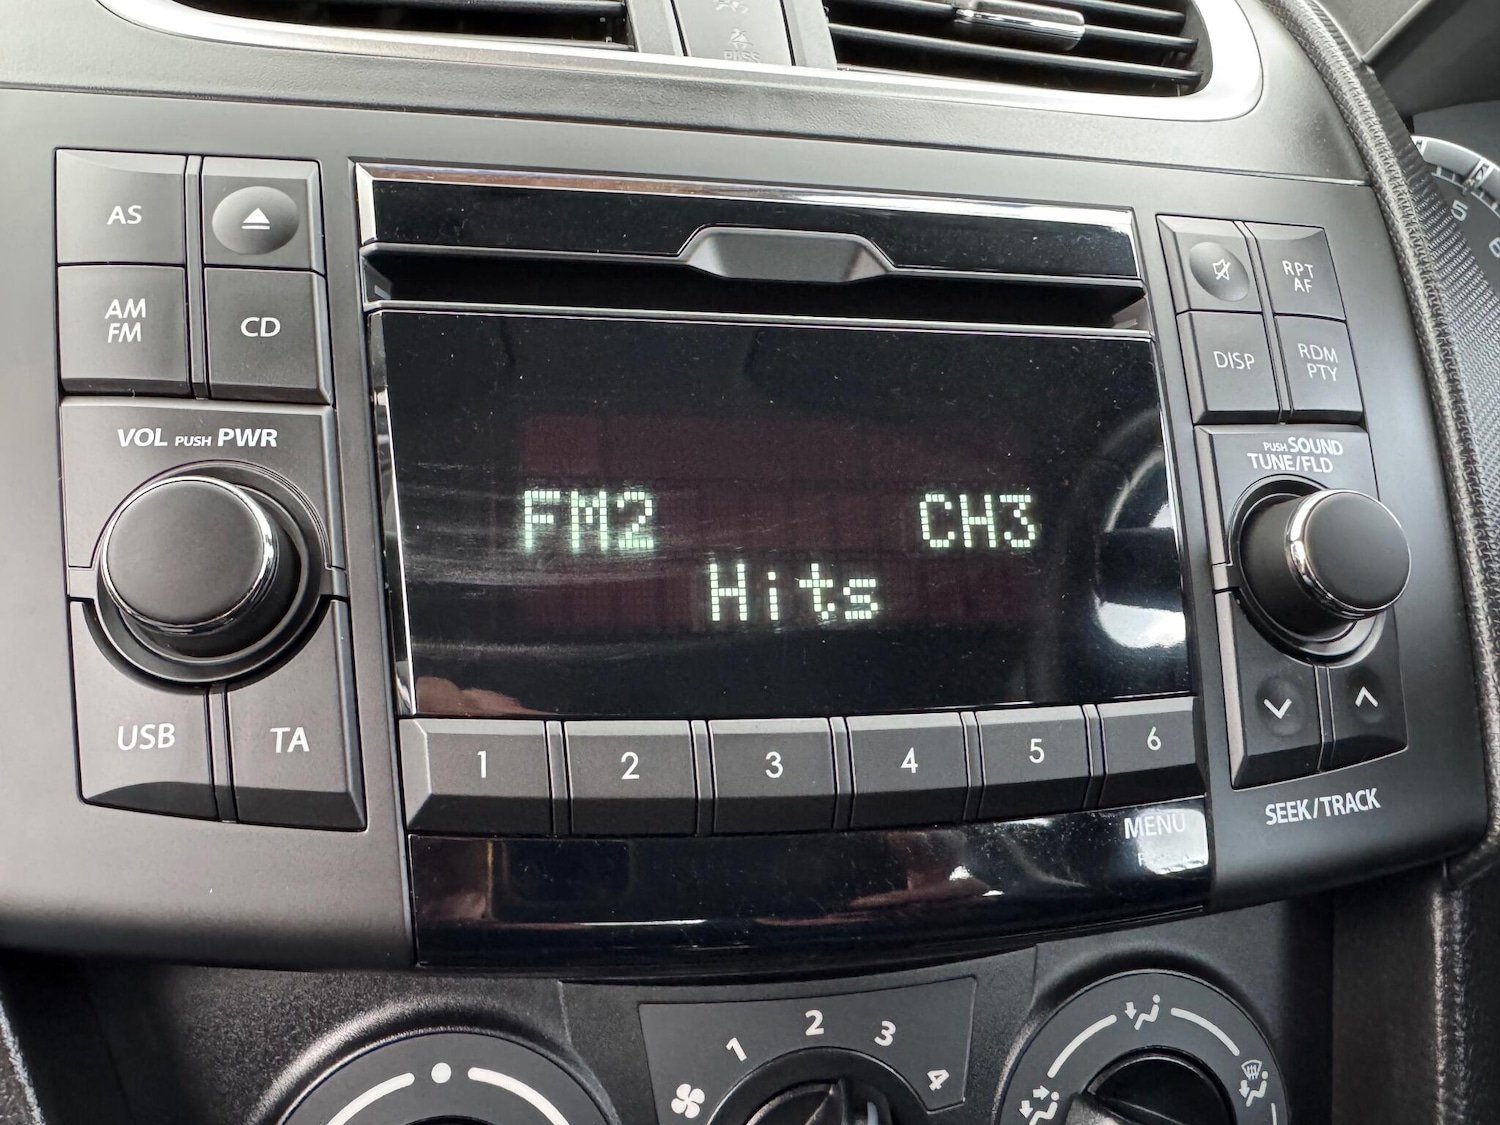 AS
AM
FM
CD
VOL PUSH PWR
USB
TA
FM2 CH3
Hits
1 2 3 4 5 6
MENU
RPT
AF
DISP
RDM
PTY
PUSH SOUND
TUNE/FLD
SEEK/TRACK
1 2 3 4
5